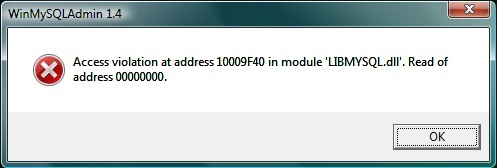 WinMySQLAdmin 1.4
Access violation at address 10009F40 in module 'LIBMYSQL.dll'. Read of
address 00000000.
OK